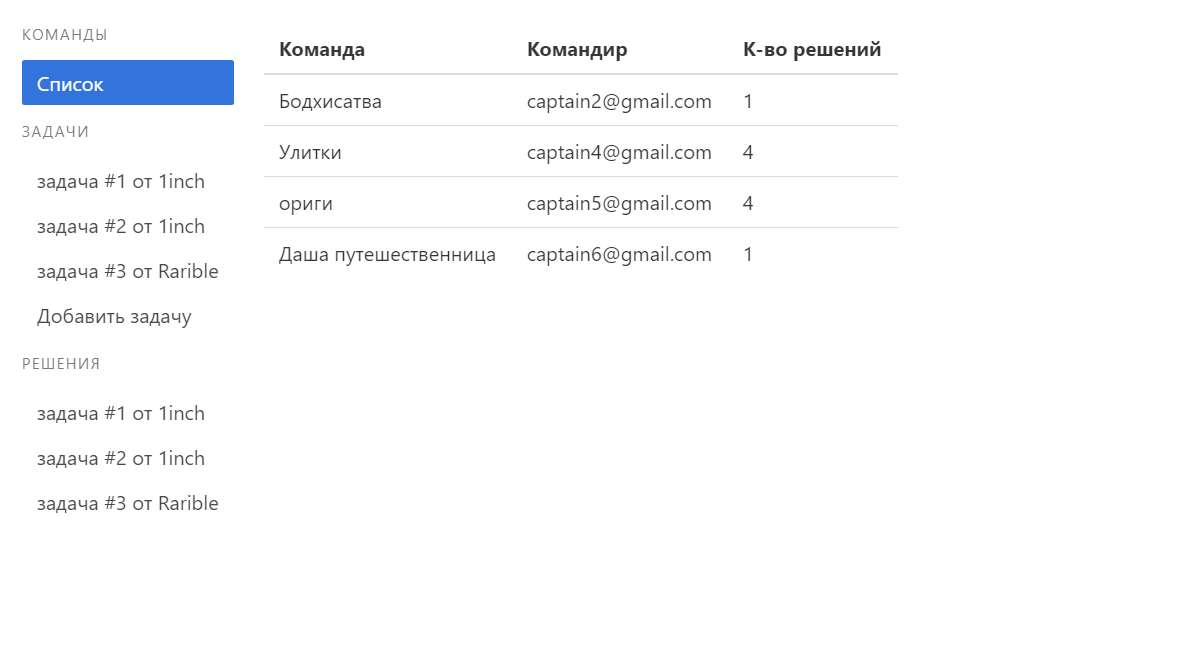 КОМАНДЫ
Список
ЗАДАЧИ
задача #1 от 1inch
задача #2 от 1inch
задача #3 от Rarible
Добавить задачу
РЕШЕНИЯ
задача #1 от 1inch
задача #2 от 1inch
задача #3 от Rarible
Команда Командир К-во решений
Бодхисатва captain2@gmail.com 1
Улитки captain4@gmail.com 4
ориги captain5@gmail.com 4
Даша путешественница captain6@gmail.com 1